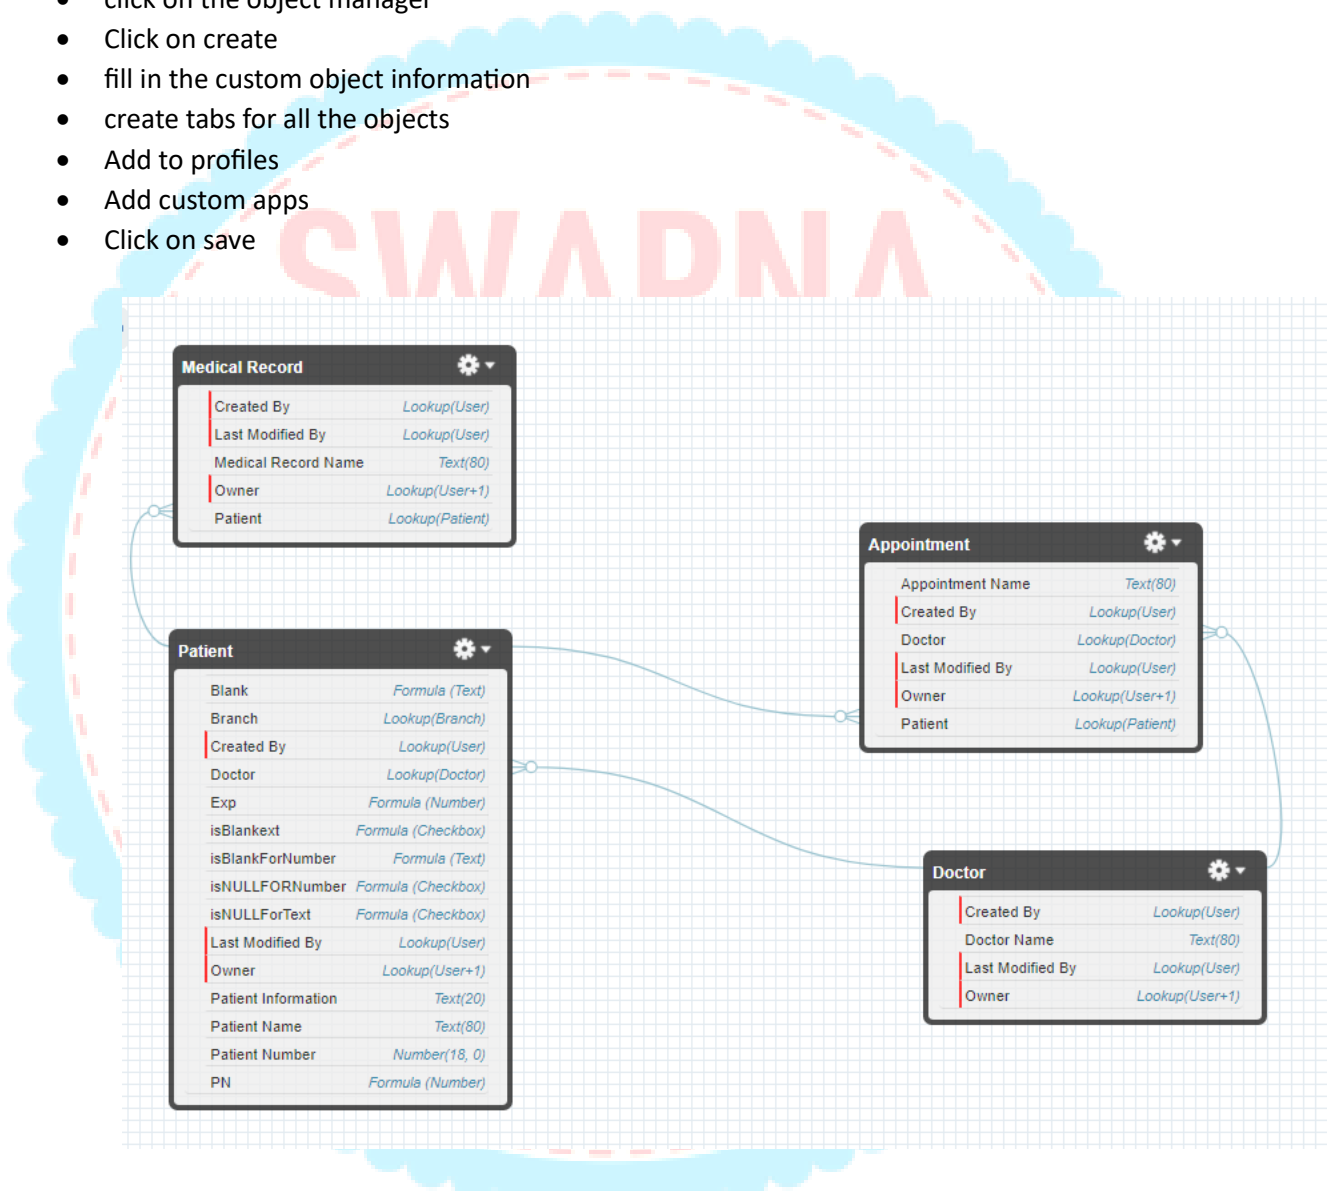 • click on the object manager
• Click on create
• fill in the custom object information
• create tabs for all the objects
• Add to profiles
• Add custom apps
• Click on save
SWARNA
Medical Record
Created By Lookup(User)
Last Modified By Lookup(User)
Medical Record Name Text(80)
Owner Lookup(User+1)
Patient Lookup(Patient)
Appointment
Appointment Name Text(80)
Created By Lookup(User)
Doctor Lookup(Doctor)
Last Modified By Lookup(User)
Owner Lookup(User+1)
Patient Lookup(Patient)
Patient
Blank Formula (Text)
Branch Lookup(Branch)
Created By Lookup(User)
Doctor Lookup(Doctor)
Exp Formula (Number)
isBlankext Formula (Checkbox)
isBlankForNumber Formula (Text)
isNULLFORNumber Formula (Checkbox)
isNULLForText Formula (Checkbox)
Last Modified By Lookup(User)
Owner Lookup(User+1)
Patient Information Text(20)
Patient Name Text(80)
Patient Number Number(18, 0)
PN Formula (Number)
Doctor
Created By Lookup(User)
Doctor Name Text(80)
Last Modified By Lookup(User)
Owner Lookup(User+1)